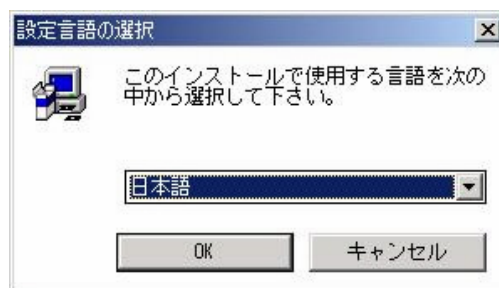 設定言語の選択
このインストールで使用する言語を次の
中から選択して下さい。
日本語
OK
キャンセル